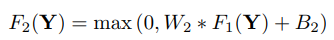 F₂(Y) = max (0, W₂ ∗ F₁(Y) + B₂)